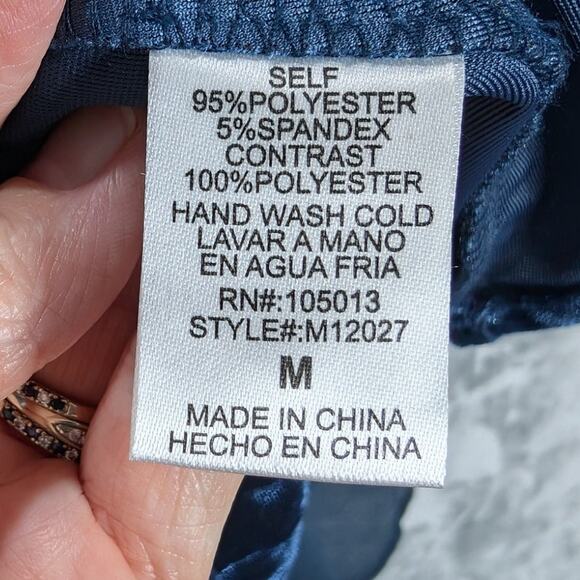 SELF
95%POLYESTER
5%SPANDEX
CONTRAST
100%POLYESTER
HAND WASH COLD
LAVAR A MANO
EN AGUA FRIA
RN#:105013
STYLE#:M12027
M
MADE IN CHINA
HECHO EN CHINA